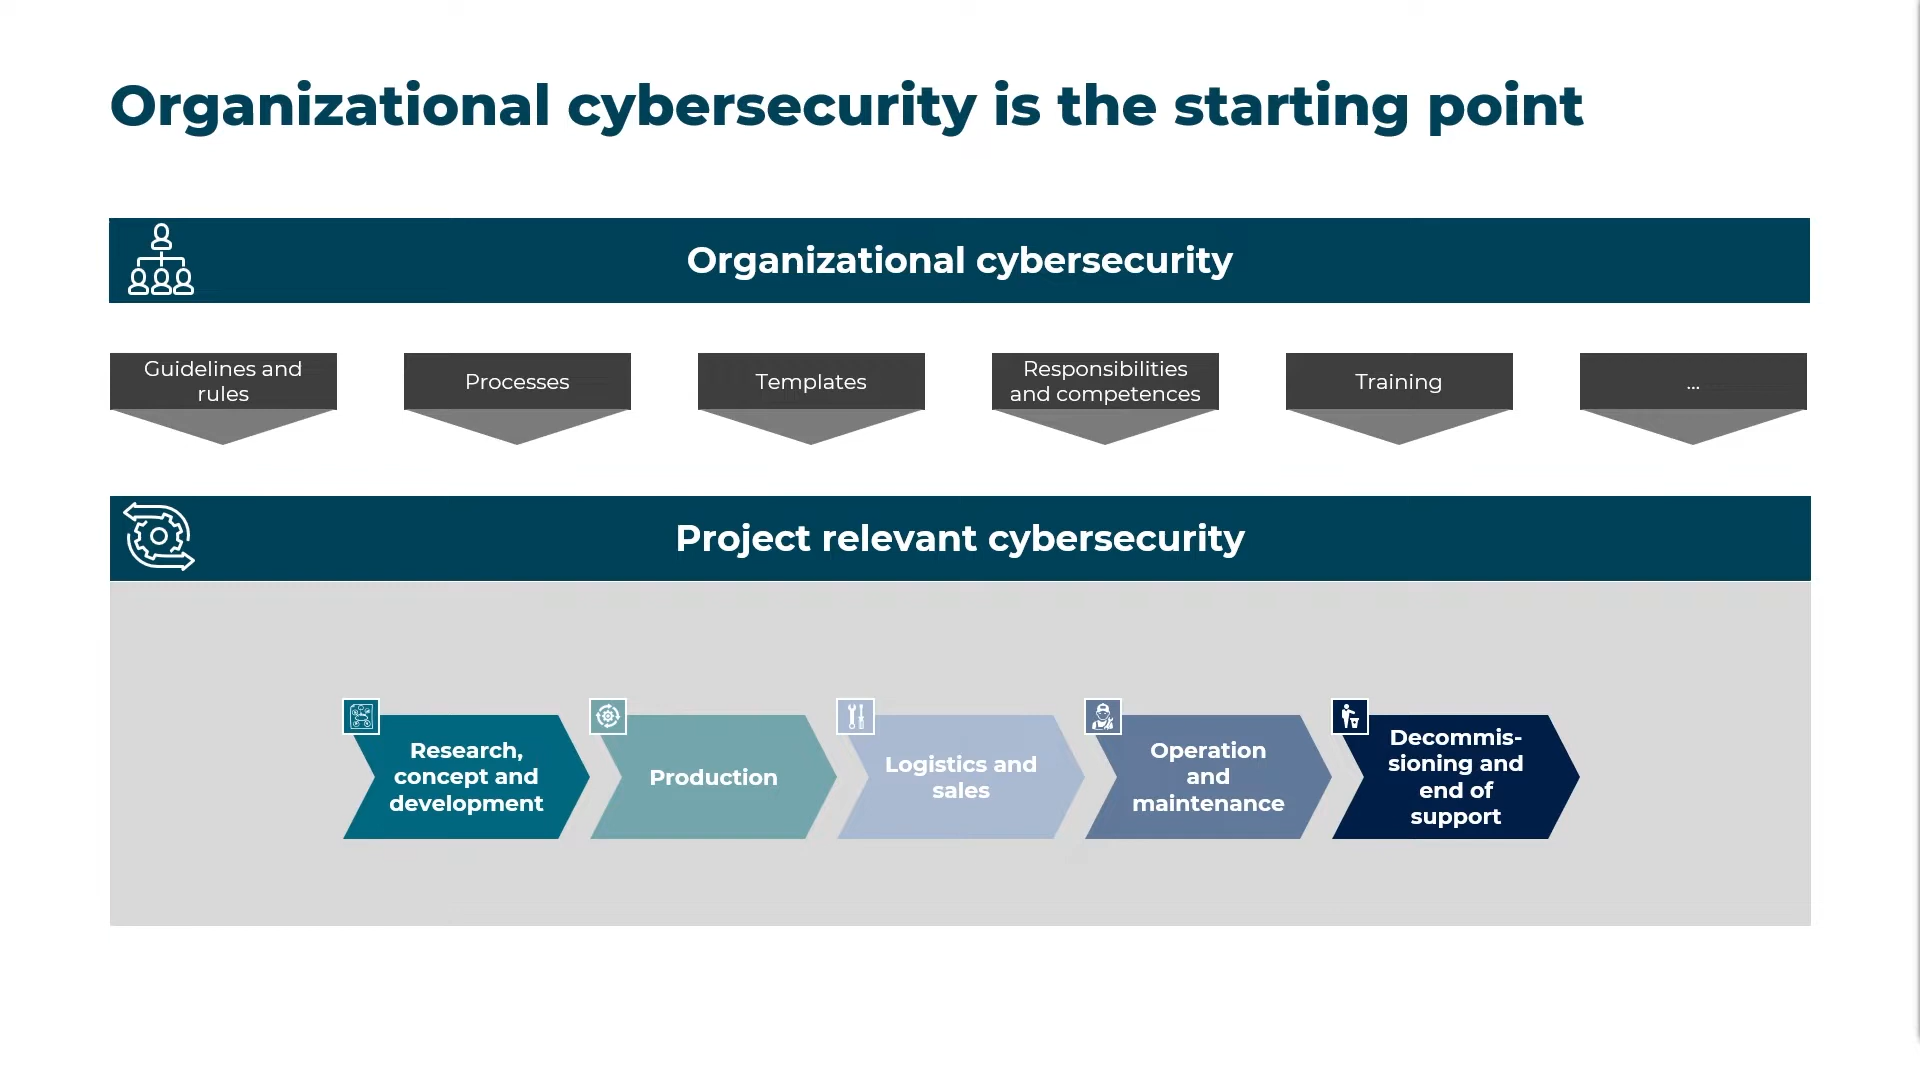 Organizational cybersecurity is the starting point
Organizational cybersecurity
Guidelines and
rules
Processes
Templates
Responsibilities
and competences
Training
...
Project relevant cybersecurity
Research,
concept and
development
Production
Logistics and
sales
Operation
and
maintenance
Decommis-
sioning and
end of
support